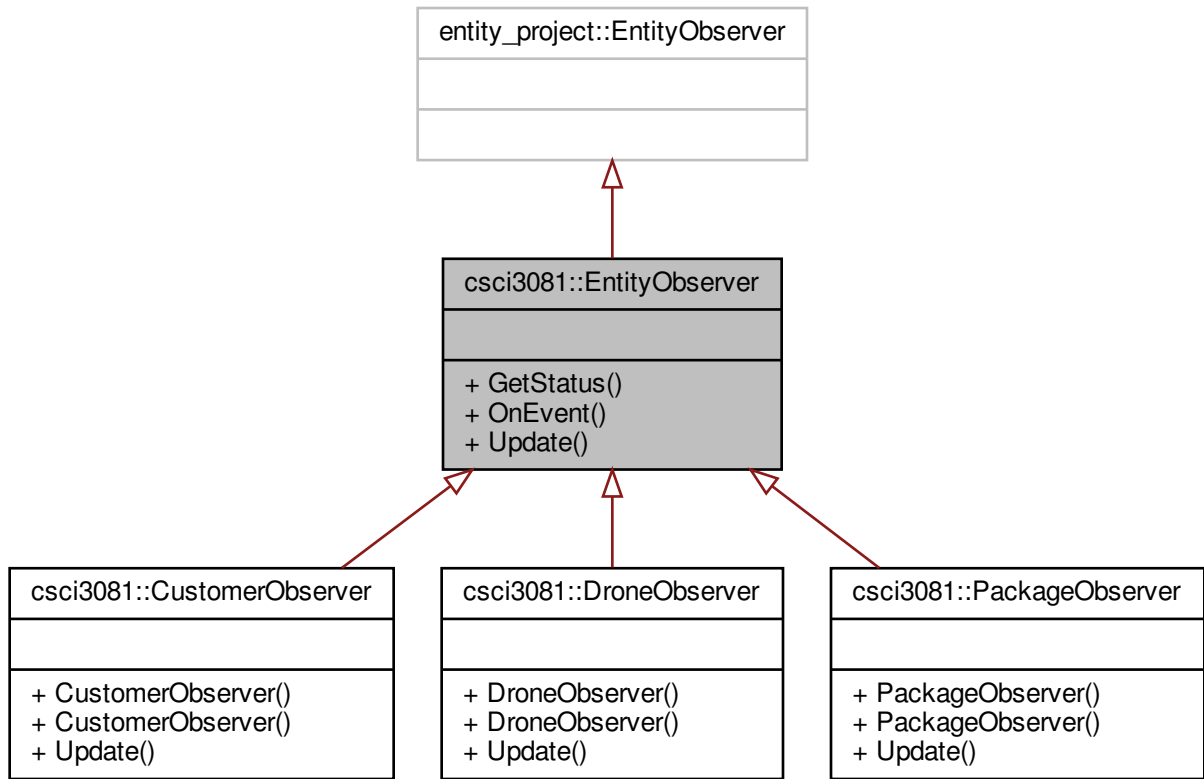 entity_project::EntityObserver
csci3081::EntityObserver
+ GetStatus()
+ OnEvent()
+ Update()
csci3081::CustomerObserver
+ CustomerObserver()
+ CustomerObserver()
+ Update()
csci3081::DroneObserver
+ DroneObserver()
+ DroneObserver()
+ Update()
csci3081::PackageObserver
+ PackageObserver()
+ PackageObserver()
+ Update()